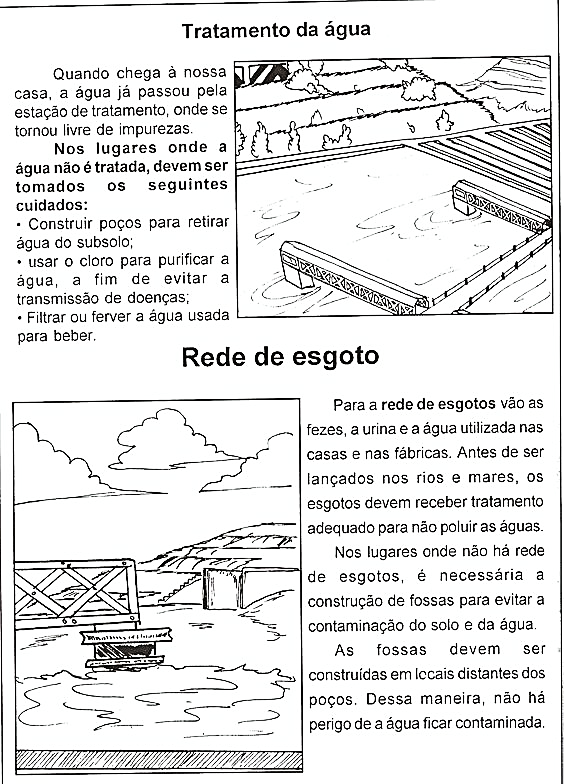 Tratamento da água
Quando chega à nossa
casa, a água já passou pela
estação de tratamento, onde se
tornou livre de impurezas.
Nos lugares onde a
água não é tratada, devem ser
tomados os seguintes
cuidados:
• Construir poços para retirar
água do subsolo;
• usar o cloro para purificar a
água, a fim de evitar a
transmissão de doenças;
• Filtrar ou ferver a água usada
para beber.
Rede de esgoto
Para a rede de esgotos vão as
fezes, a urina e a água utilizada nas
casas e nas fábricas. Antes de ser
lançados nos rios e mares, os
esgotos devem receber tratamento
adequado para não poluir as águas.
Nos lugares onde não há rede
de esgotos, é necessária a
construção de fossas para evitar a
contaminação do solo e da água.
As fossas devem ser
construídas em locais distantes dos
poços. Dessa maneira, não há
perigo de a água ficar contaminada.